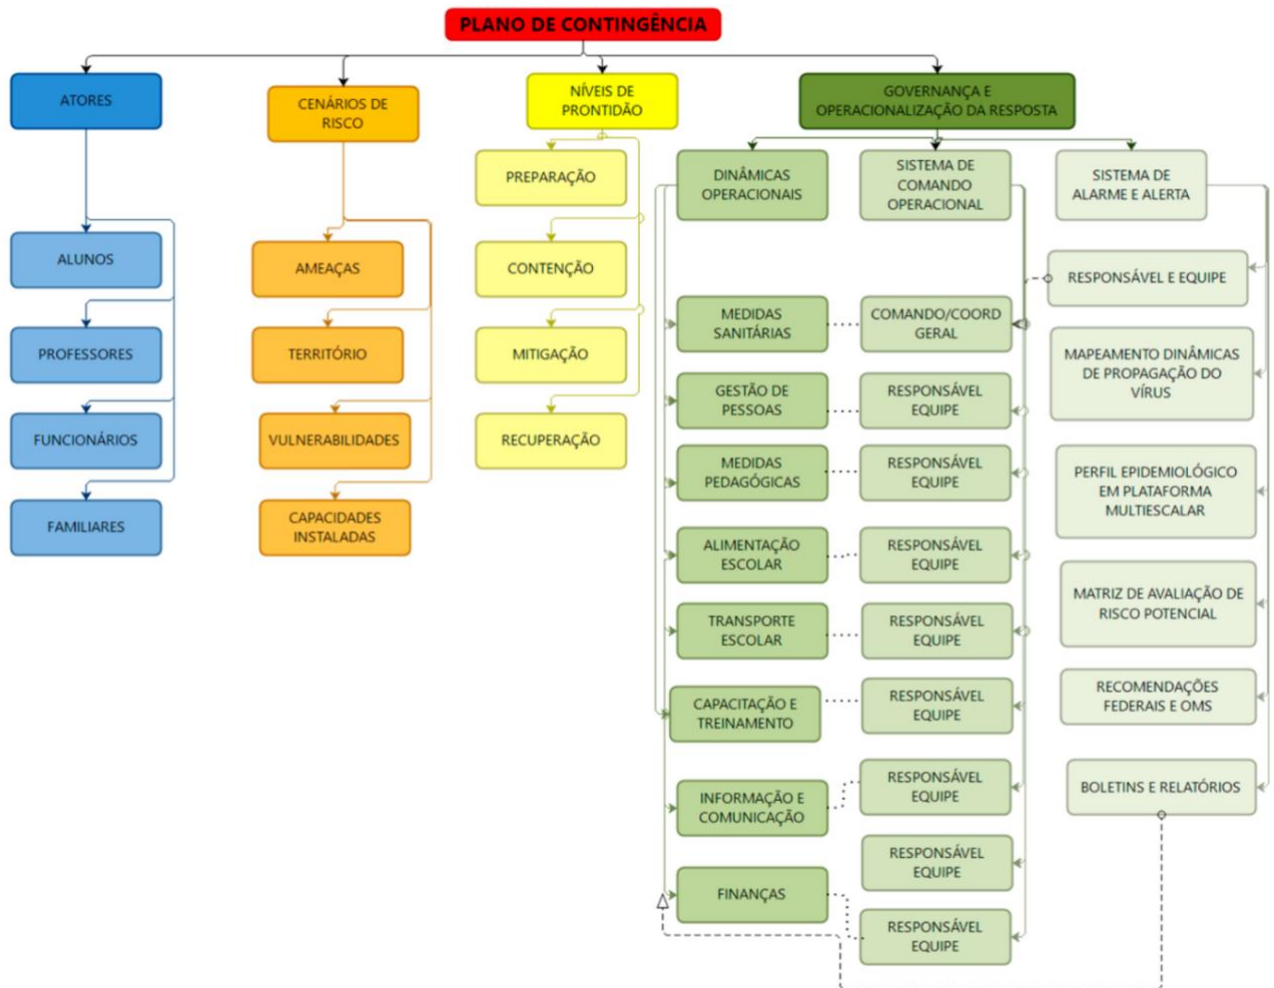 PLANO DE CONTINGÊNCIA
ATORES
CENÁRIOS DE
RISCO
NÍVEIS DE
PRONTIDÃO
GOVERNANÇA E
OPERACIONALIZAÇÃO DA RESPOSTA
ALUNOS
PROFESSORES
FUNCIONÁRIOS
FAMILIARES
AMEAÇAS
TERRITÓRIO
VULNERABILIDADES
CAPACIDADES
INSTALADAS
PREPARAÇÃO
CONTENÇÃO
MITIGAÇÃO
RECUPERAÇÃO
DINÂMICAS
OPERACIONAIS
MEDIDAS
SANITÁRIAS
GESTÃO DE
PESSOAS
MEDIDAS
PEDAGÓGICAS
ALIMENTAÇÃO
ESCOLAR
TRANSPORTE
ESCOLAR
CAPACITAÇÃO E
TREINAMENTO
INFORMAÇÃO E
COMUNICAÇÃO
FINANÇAS
SISTEMA DE
COMANDO
OPERACIONAL
COMANDO/COORD
GERAL
RESPONSÁVEL
EQUIPE
RESPONSÁVEL
EQUIPE
RESPONSÁVEL
EQUIPE
RESPONSÁVEL
EQUIPE
RESPONSÁVEL
EQUIPE
RESPONSÁVEL
EQUIPE
RESPONSÁVEL
EQUIPE
RESPONSÁVEL
EQUIPE
SISTEMA DE
ALARME E ALERTA
RESPONSÁVEL E EQUIPE
MAPEAMENTO DINÂMICAS
DE PROPAGAÇÃO DO
VÍRUS
PERFIL EPIDEMIOLÓGICO
EM PLATAFORMA
MULTIESCALAR
MATRIZ DE AVALIAÇÃO DE
RISCO POTENCIAL
RECOMENDAÇÕES
FEDERAIS E OMS
BOLETINS E RELATÓRIOS